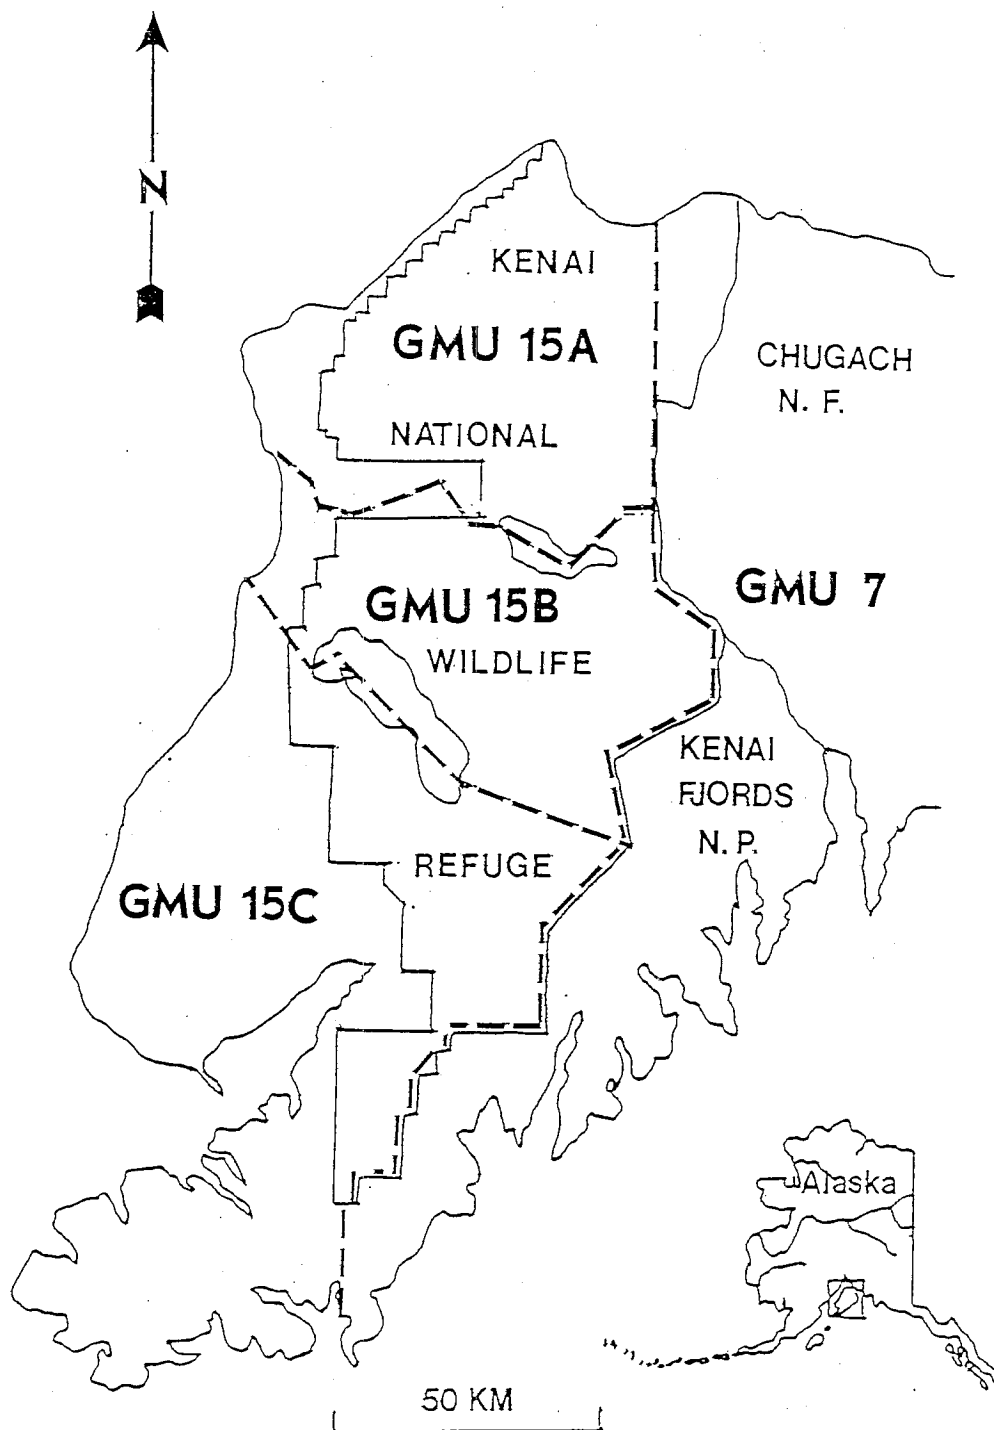 N
KENAI
GMU 15A
CHUGACH
N. F.
NATIONAL
GMU 7
GMU 15B
WILDLIFE
KENAI
FJORDS
N. P.
REFUGE
GMU 15C
Alaska
50 KM